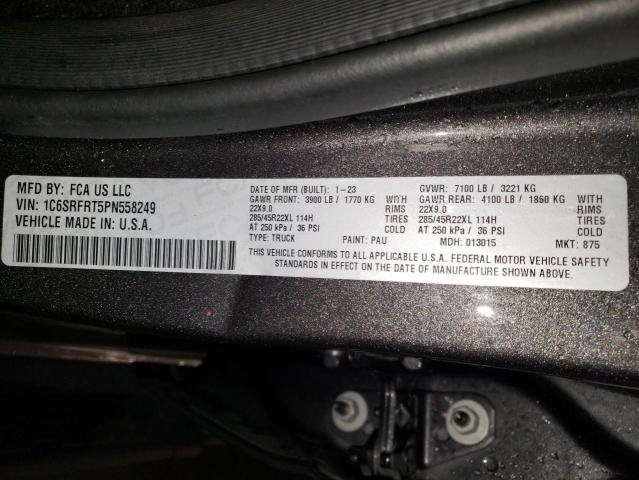 MFD BY: FCA US LLC
VIN: 1C6SRFRT5PN558249
VEHICLE MADE IN: U.S.A.
DATE OF MFR (BUILT): 1-23 GVWR: 7100 LB / 3221 KG
GAWR FRONT: 3900 LB / 1770 KG GAWR REAR: 4100 LB / 1860 KG
22X9.0 RIMS 22X9.0 RIMS
285/45R22XL 114H TIRES 285/45R22XL 114H TIRES
AT 250 kPa / 36 PSI COLD AT 250 kPa / 36 PSI COLD
TYPE: TRUCK PAINT: PAU MDH: 013015 MKT: 875
THIS VEHICLE CONFORMS TO ALL APPLICABLE U.S.A. FEDERAL MOTOR VEHICLE SAFETY
STANDARDS IN EFFECT ON THE DATE OF MANUFACTURE SHOWN ABOVE.